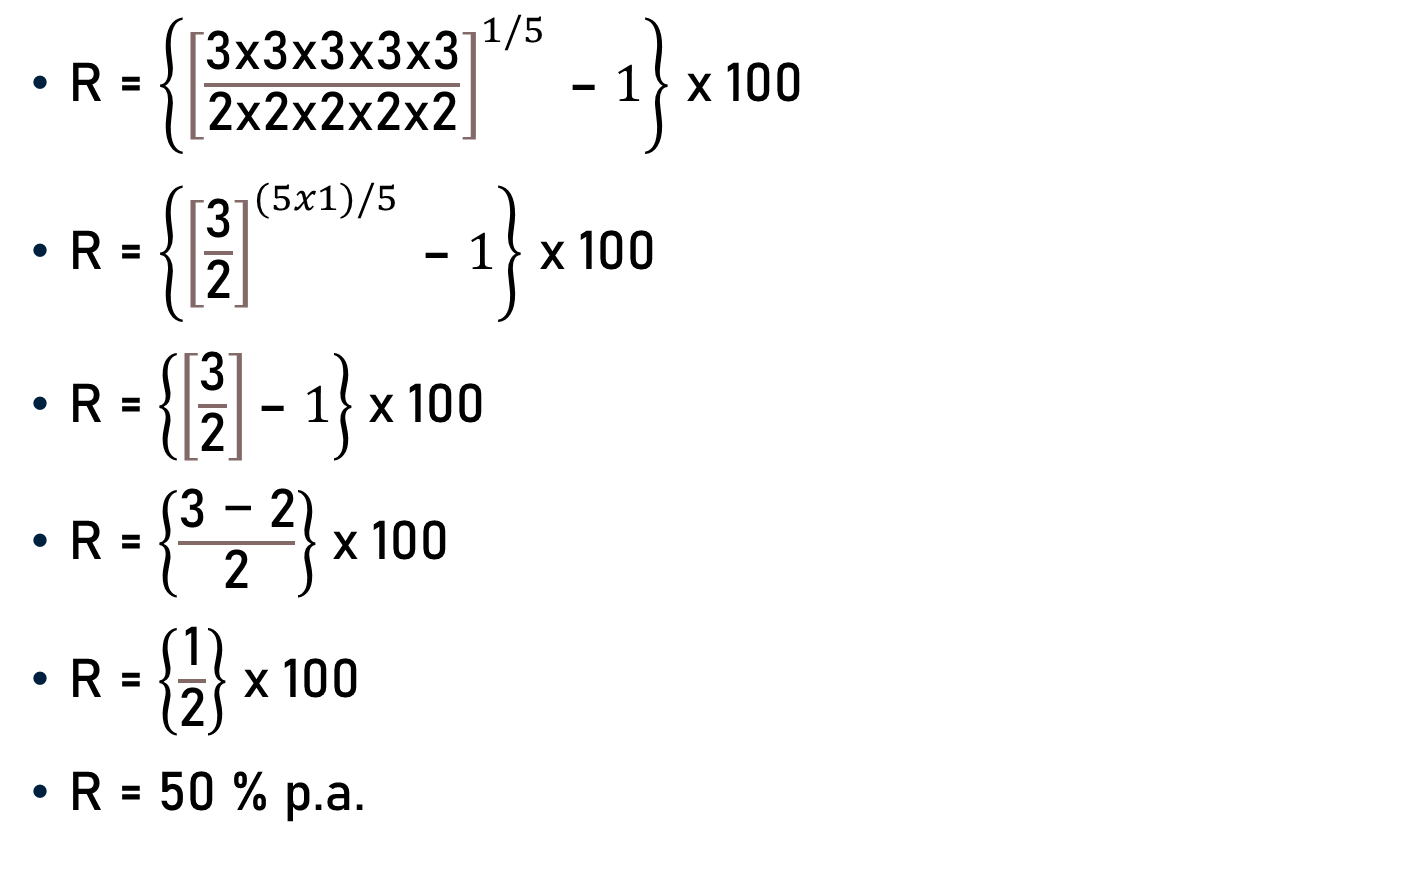 • R = {[3x3x3x3x3/2x2x2x2x2]^1/5 – 1} x 100
• R = {[3/2]^(5x1)/5 – 1} x 100
• R = {[3/2] – 1} x 100
• R = {3 – 2/2} x 100
• R = {1/2} x 100
• R = 50 % p.a.